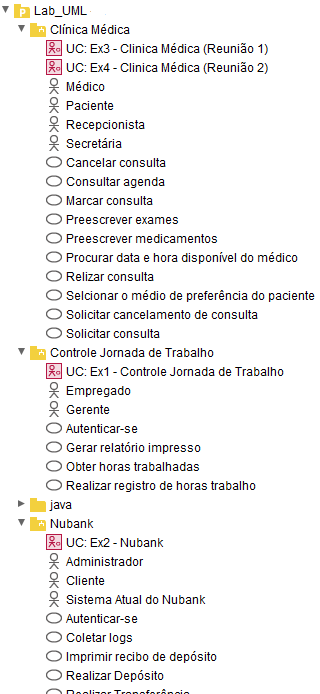 Lab_UML
Clínica Médica
UC: Ex3 - Clinica Médica (Reunião 1)
UC: Ex4 - Clinica Médica (Reunião 2)
Médico
Paciente
Recepcionista
Secretária
Cancelar consulta
Consultar agenda
Marcar consulta
Preescrever exames
Preescrever medicamentos
Procurar data e hora disponível do médico
Relizar consulta
Selcionar o médio de preferência do paciente
Solicitar cancelamento de consulta
Solicitar consulta
Controle Jornada de Trabalho
UC: Ex1 - Controle Jornada de Trabalho
Empregado
Gerente
Autenticar-se
Gerar relatório impresso
Obter horas trabalhadas
Realizar registro de horas trabalho
java
Nubank
UC: Ex2 - Nubank
Administrador
Cliente
Sistema Atual do Nubank
Autenticar-se
Coletar logs
Imprimir recibo de depósito
Realizar Depósito
Realizar Transferência